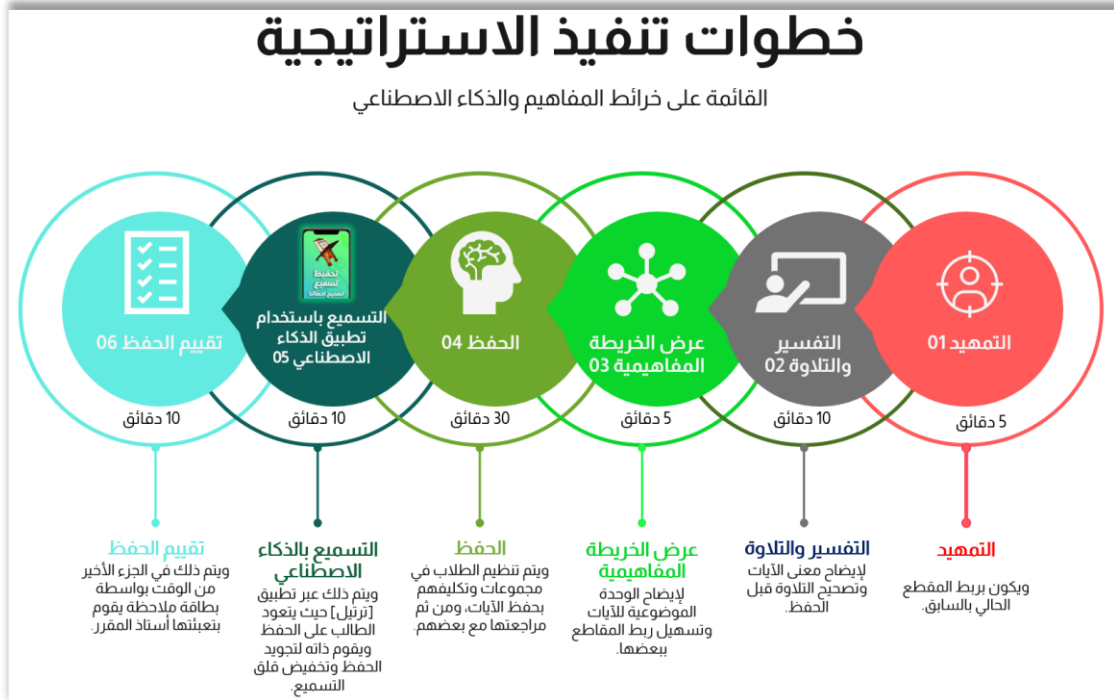 خطوات تنفيذ الاستراتيجية
القائمة على خرائط المفاهيم والذكاء الاصطناعي
التمهيد 01
5 دقائق
التفسير
والتلاوة 02
10 دقائق
عرض الخريطة
المفاهيمية 03
5 دقائق
الحفظ 04
30 دقائق
تحفيظ
تسميع
تصحيح أخطائنا
التسميع باستخدام
تطبيق الذكاء
الاصطناعي 05
10 دقائق
تقييم الحفظ 06
10 دقائق
التمهيد
ويكون بربط المقطع
الحالي بالسابق.
التفسير والتلاوة
لإيضاح معنى الآيات
وتصحيح التلاوة قبل
الحفظ.
عرض الخريطة
المفاهيمية
لإيضاح الوحدة
الموضوعية للآيات
وتسهيل ربط المقاطع
ببعضها.
الحفظ
ويتم تنظيم الطلاب في
مجموعات وتكليفهم
بحفظ الآيات، ومن ثم
مراجعتها مع بعضهم.
التسميع بالذكاء
الاصطناعي
ويتم ذلك عبر تطبيق
[ترتيل] حيث يتعود
الطالب على الحفظ
ويقوم ذاته لتجويد
الحفظ وتخفيض قلق
التسميع.
تقييم الحفظ
ويتم ذلك في الجزء الأخير
من الوقت بواسطة
بطاقة ملاحظة يقوم
بتعبئتها أستاذ المقرر.